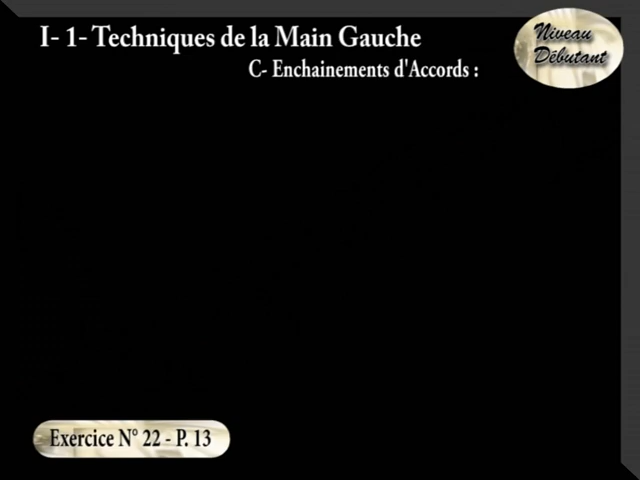 I- 1- Techniques de la Main Gauche
C- Enchainements d'Accords :
Niveau
Débutant
Exercice N° 22 - P. 13